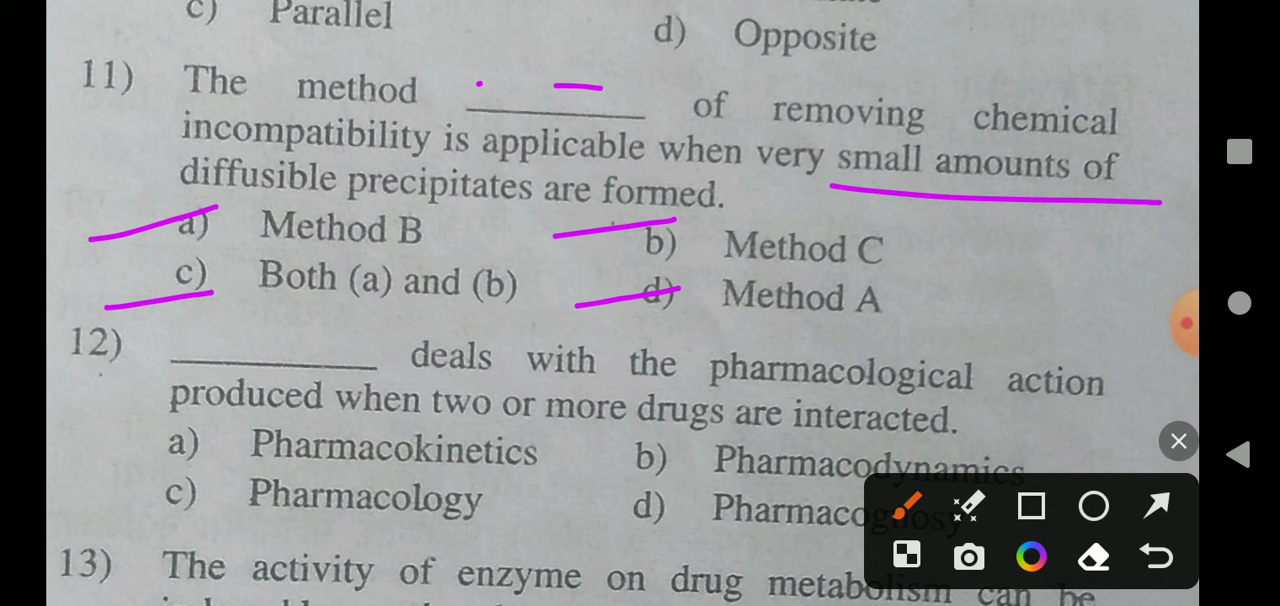 c) Parallel
d) Opposite
11) The method ________ of removing chemical
incompatibility is applicable when very small amounts of
diffusible precipitates are formed.
a) Method B b) Method C
c) Both (a) and (b) d) Method A
12) ________ deals with the pharmacological action
produced when two or more drugs are interacted.
a) Pharmacokinetics b) Pharmacodynamics
c) Pharmacology d) Pharmacognosy
13) The activity of enzyme on drug metabolism can be